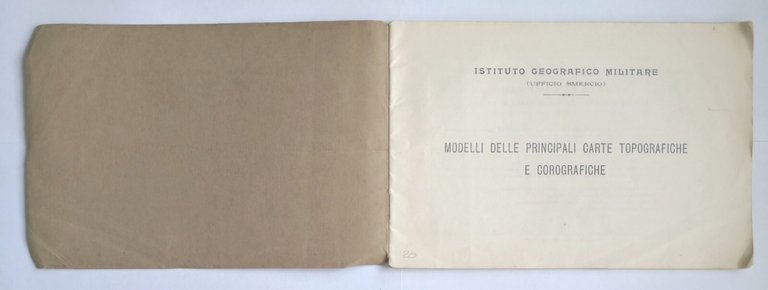 ISTITUTO GEOGRAFICO MILITARE
(UFFICIO SMERCIO)
MODELLI DELLE PRINCIPALI CARTE TOPOGRAFICHE
E COROGRAFICHE
20